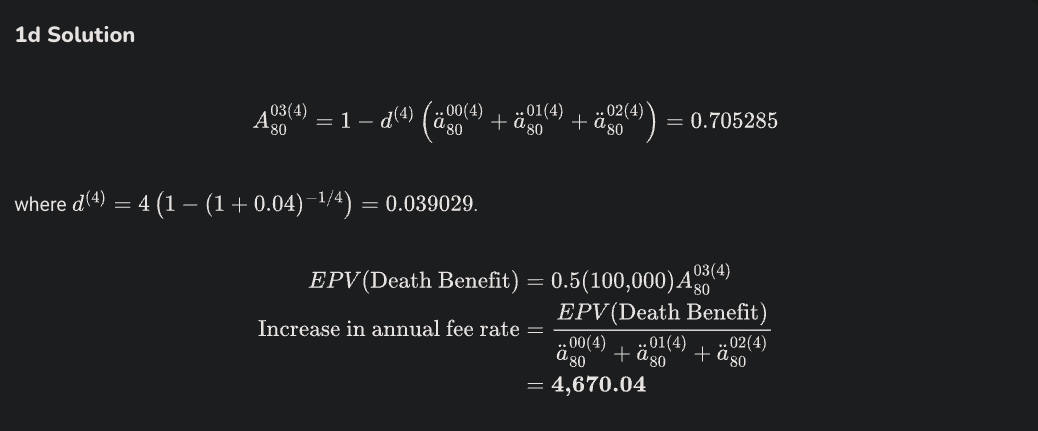 1d Solution
A_{80}^{03(4)} = 1 − d^{(4)} (ä_{80}^{00(4)} + ä_{80}^{01(4)} + ä_{80}^{02(4)}) = 0.705285
where d^{(4)} = 4 (1 − (1 + 0.04)^{−1/4}) = 0.039029.
EPV(Death Benefit) = 0.5(100,000)A_{80}^{03(4)}
Increase in annual fee rate = \frac{EPV(Death Benefit)}{ä_{80}^{00(4)} + ä_{80}^{01(4)} + ä_{80}^{02(4)}}
= 4,670.04